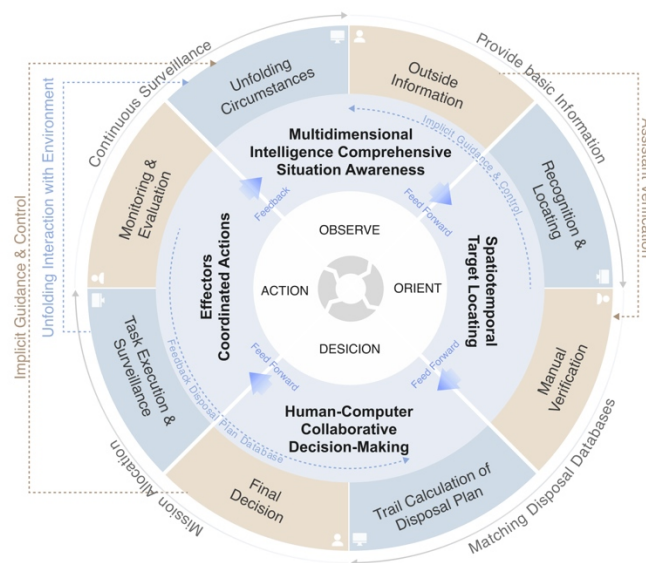 Continuous Surveillance
Provide basic Information
Unfolding
Circumstances
Outside
Information
Multidimensional
Intelligence Comprehensive
Situation Awareness
Implicit Guidance & Control
Feedback
Feed Forward
Monitoring &
Evaluation
Recognition &
Locating
Assistant Verification
Implicit Guidance & Control
Unfolding Interaction with Environment
OBSERVE
ACTION
ORIENT
DESICION
Effectors
Coordinated Actions
Spatiotemporal
Target Locating
Task Execution &
Surveillance
Feedback Disposal Plan Database
Feed Forward
Feed Forward
Manual
Verification
Human-Computer
Collaborative
Decision-Making
Final
Decision
Trail Calculation of
Disposal Plan
Mission Allocation
Matching Disposal Databases